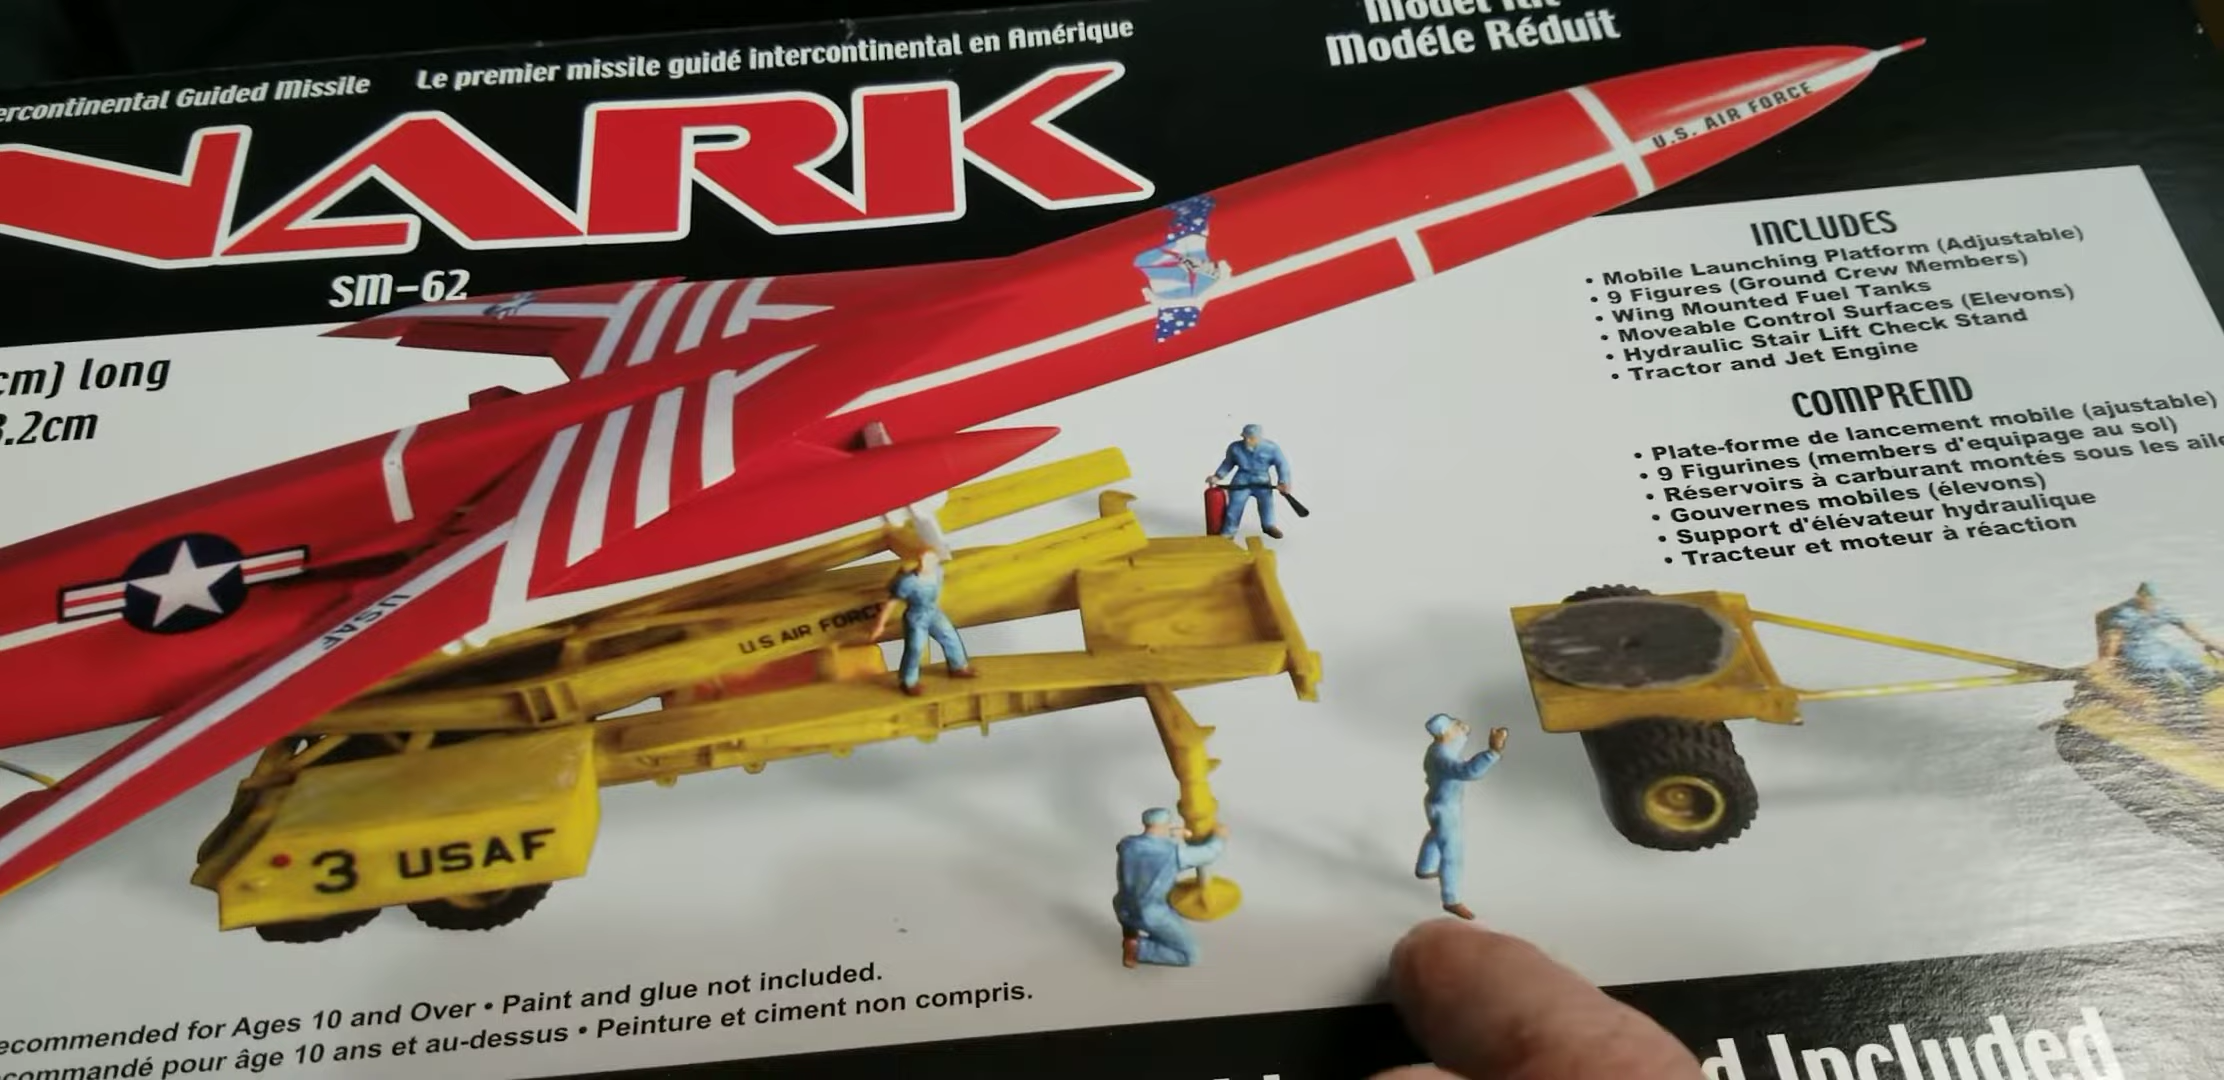 Guided Missile
Le premier missile guidé intercontinental en Amérique
Modéle Réduit
ARK
SM-62
U.S. AIR FORCE
cm) long
.2cm
INCLUDES
• Mobile Launching Platform (Adjustable)
• 9 Figures (Ground Crew Members)
• Wing Mounted Fuel Tanks
• Moveable Control Surfaces (Elevons)
• Hydraulic Stair Lift Check Stand
• Tractor and Jet Engine
COMPREND
• Plate-forme de lancement mobile (ajustable)
• 9 Figurines (members d'equipage au sol)
• Réservoirs à carburant montés sous les
• Gouvernes mobiles (élevons)
• Support d'élévateur hydraulique
• Tracteur et moteur à réaction
USAF
U S AIR FORCE
3 USAF
for Ages 10 and Over • Paint and glue not included.
pour âge 10 ans et au-dessus • Peinture et ciment non compris.
Included